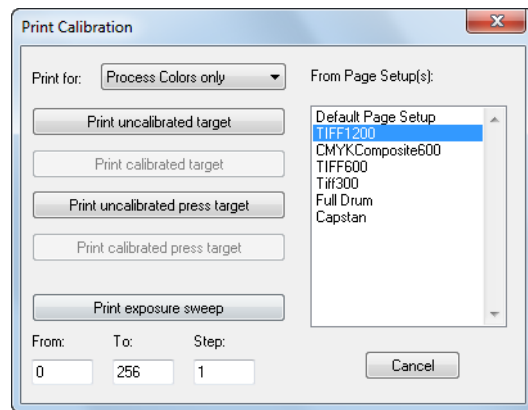 Print Calibration
Print for: Process Colors only
From Page Setup(s):
Print uncalibrated target
Print calibrated target
Print uncalibrated press target
Print calibrated press target
Default Page Setup
TIFF1200
CMYKComposite600
TIFF600
Tiff300
Full Drum
Capstan
Print exposure sweep
From: To: Step:
0 256 1
Cancel